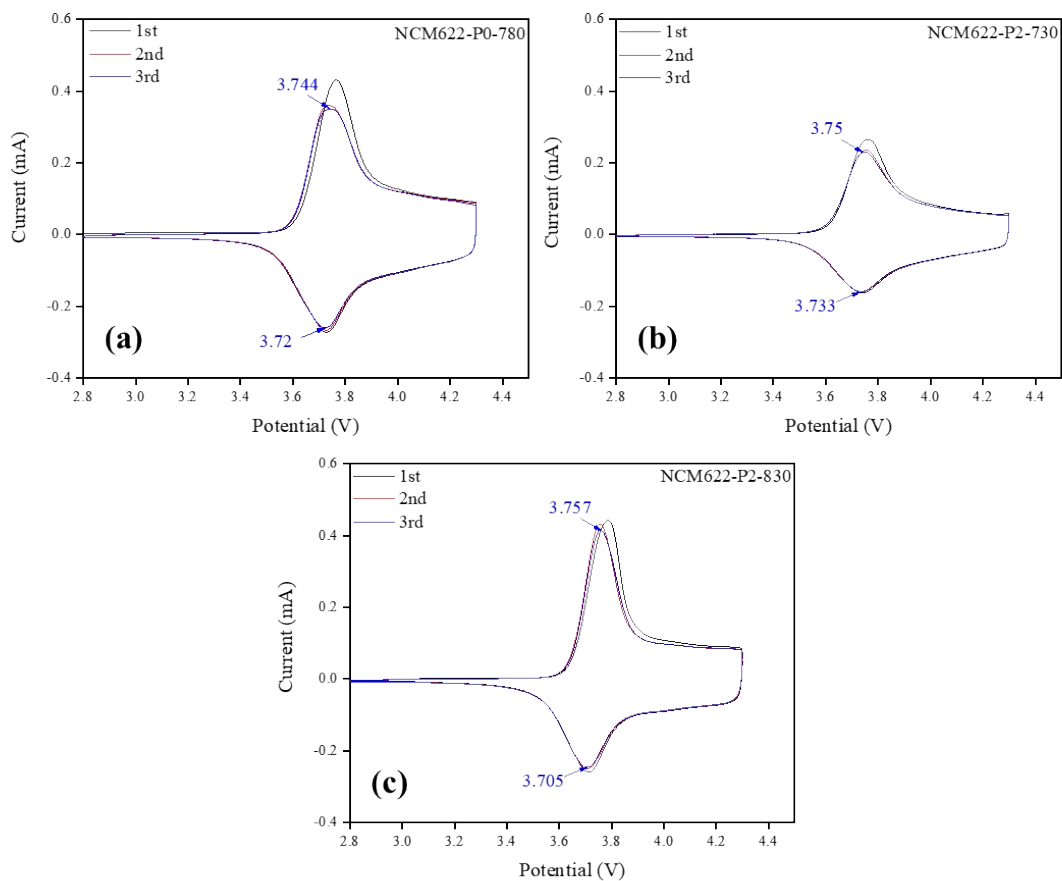 NCM622-P0-780
1st
2nd
3rd
3.744
3.72
(a)
Current (mA)
0.6
0.4
0.2
0.0
-0.2
-0.4
2.8 3.0 3.2 3.4 3.6 3.8 4.0 4.2 4.4
Potential (V)
NCM622-P2-730
1st
2nd
3rd
3.75
3.733
(b)
Current (mA)
0.6
0.4
0.2
0.0
-0.2
-0.4
2.8 3.0 3.2 3.4 3.6 3.8 4.0 4.2 4.4
Potential (V)
NCM622-P2-830
1st
2nd
3rd
3.757
3.705
(c)
Current (mA)
0.6
0.4
0.2
0.0
-0.2
-0.4
2.8 3.0 3.2 3.4 3.6 3.8 4.0 4.2 4.4
Potential (V)